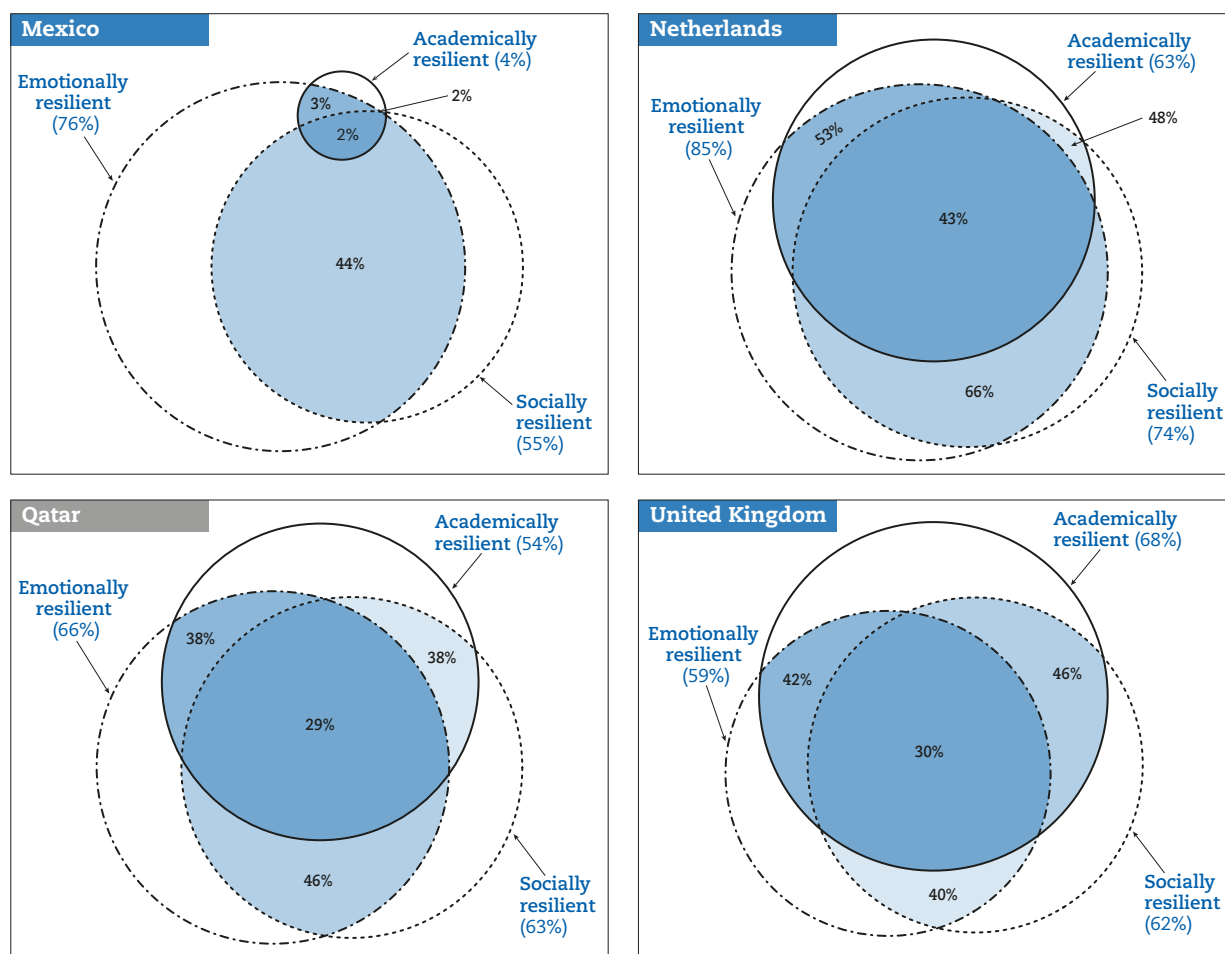 Mexico
Academically
resilient (4%)
Emotionally
resilient
(76%)
3%
2%
2%
44%
Socially
resilient
(55%)
Netherlands
Academically
resilient (63%)
Emotionally
resilient
(85%)
53%
48%
43%
66%
Socially
resilient
(74%)
Qatar
Academically
resilient (54%)
Emotionally
resilient
(66%)
38%
38%
29%
46%
Socially
resilient
(63%)
United Kingdom
Academically
resilient (68%)
Emotionally
resilient
(59%)
42%
46%
30%
40%
Socially
resilient
(62%)